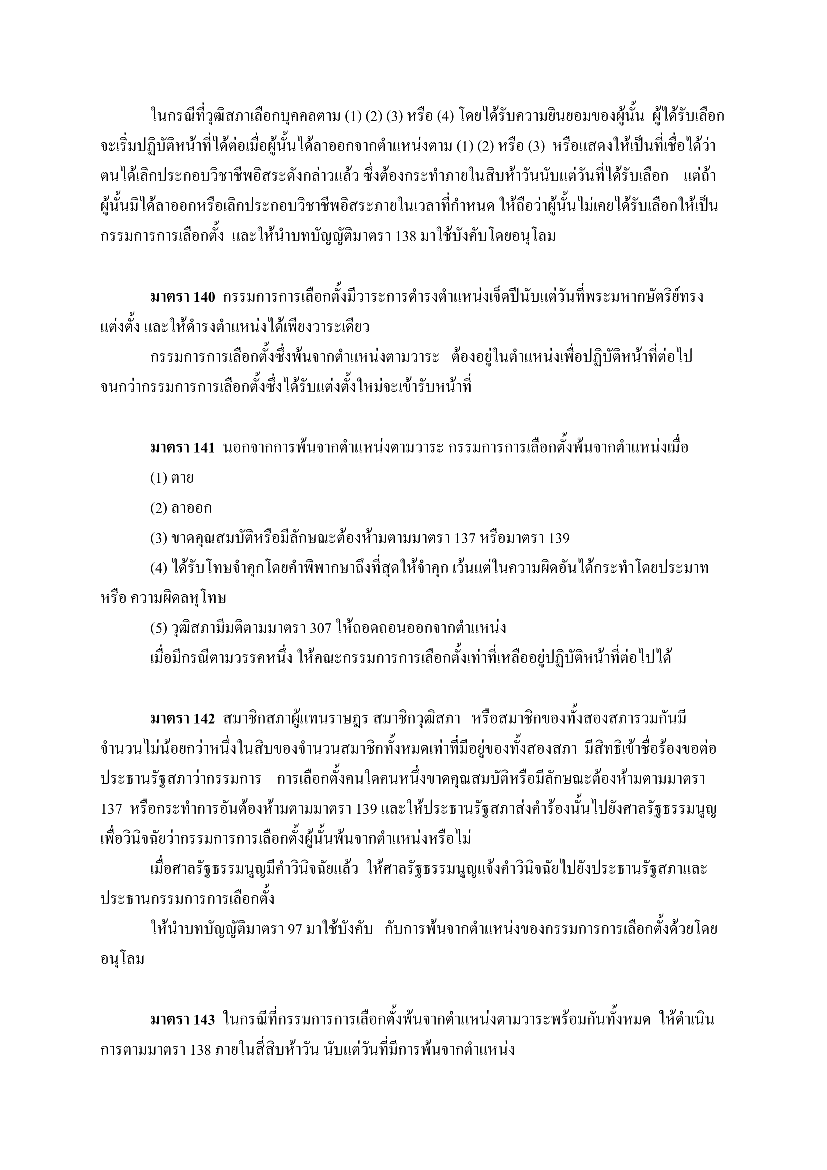 ในกรณีที่วุฒิสภาเลือกบุคคลตาม (1) (2) (3) หรือ (4) โดยได้รับความยินยอมของผู้นั้น ผู้ได้รับเลือก
จะเริ่มปฏิบัติหน้าที่ได้ต่อเมื่อผู้นั้นได้ลาออกจากตำแหน่งตาม (1) (2) หรือ (3) หรือแสดงให้เป็นที่เชื่อได้ว่า
ตนได้เลิกประกอบวิชาชีพอิสระดังกล่าวแล้ว ซึ่งต้องกระทำภายในสิบห้าวันนับแต่วันที่ได้รับเลือก แต่ถ้า
ผู้นั้นมิได้ลาออกหรือเลิกประกอบวิชาชีพอิสระภายในเวลาที่กำหนด ให้ถือว่าผู้นั้นไม่เคยได้รับเลือกให้เป็น
กรรมการการเลือกตั้ง และให้นำบทบัญญัติมาตรา 138 มาใช้บังคับโดยอนุโลม
มาตรา 140 กรรมการการเลือกตั้งมีวาระการดำรงตำแหน่งเจ็ดปีนับแต่วันที่พระมหากษัตริย์ทรง
แต่งตั้ง และให้ดำรงตำแหน่งได้เพียงวาระเดียว
กรรมการการเลือกตั้งซึ่งพ้นจากตำแหน่งตามวาระ ต้องอยู่ในตำแหน่งเพื่อปฏิบัติหน้าที่ต่อไป
จนกว่ากรรมการการเลือกตั้งซึ่งได้รับแต่งตั้งใหม่จะเข้ารับหน้าที่
มาตรา 141 นอกจากการพ้นจากตำแหน่งตามวาระ กรรมการการเลือกตั้งพ้นจากตำแหน่งเมื่อ
(1) ตาย
(2) ลาออก
(3) ขาดคุณสมบัติหรือมีลักษณะต้องห้ามตามมาตรา 137 หรือมาตรา 139
(4) ได้รับโทษจำคุกโดยคำพิพากษาถึงที่สุดให้จำคุก เว้นแต่ในความผิดอันได้กระทำโดยประมาท
หรือ ความผิดลหุโทษ
(5) วุฒิสภามีมติตามมาตรา 307 ให้ถอดถอนออกจากตำแหน่ง
เมื่อมีกรณีตามวรรคหนึ่ง ให้คณะกรรมการการเลือกตั้งเท่าที่เหลืออยู่ปฏิบัติหน้าที่ต่อไปได้
มาตรา 142 สมาชิกสภาผู้แทนราษฎร สมาชิกวุฒิสภา หรือสมาชิกของทั้งสองสภารวมกันมี
จำนวนไม่น้อยกว่าหนึ่งในสิบของจำนวนสมาชิกทั้งหมดเท่าที่มีอยู่ของทั้งสองสภา มีสิทธิเข้าชื่อร้องขอต่อ
ประธานรัฐสภาว่ากรรมการ การเลือกตั้งคนใดคนหนึ่งขาดคุณสมบัติหรือมีลักษณะต้องห้ามตามมาตรา
137 หรือกระทำการอันต้องห้ามตามมาตรา 139 และให้ประธานรัฐสภาส่งคำร้องนั้นไปยังศาลรัฐธรรมนูญ
เพื่อวินิจฉัยว่ากรรมการการเลือกตั้งผู้นั้นพ้นจากตำแหน่งหรือไม่
เมื่อศาลรัฐธรรมนูญมีคำวินิจฉัยแล้ว ให้ศาลรัฐธรรมนูญแจ้งคำวินิจฉัยไปยังประธานรัฐสภาและ
ประธานกรรมการการเลือกตั้ง
ให้นำบทบัญญัติมาตรา 97 มาใช้บังคับ กับการพ้นจากตำแหน่งของกรรมการการเลือกตั้งด้วยโดย
อนุโลม
มาตรา 143 ในกรณีที่กรรมการการเลือกตั้งพ้นจากตำแหน่งตามวาระพร้อมกันทั้งหมด ให้ดำเนิน
การตามมาตรา 138 ภายในสี่สิบห้าวัน นับแต่วันที่มีการพ้นจากตำแหน่ง